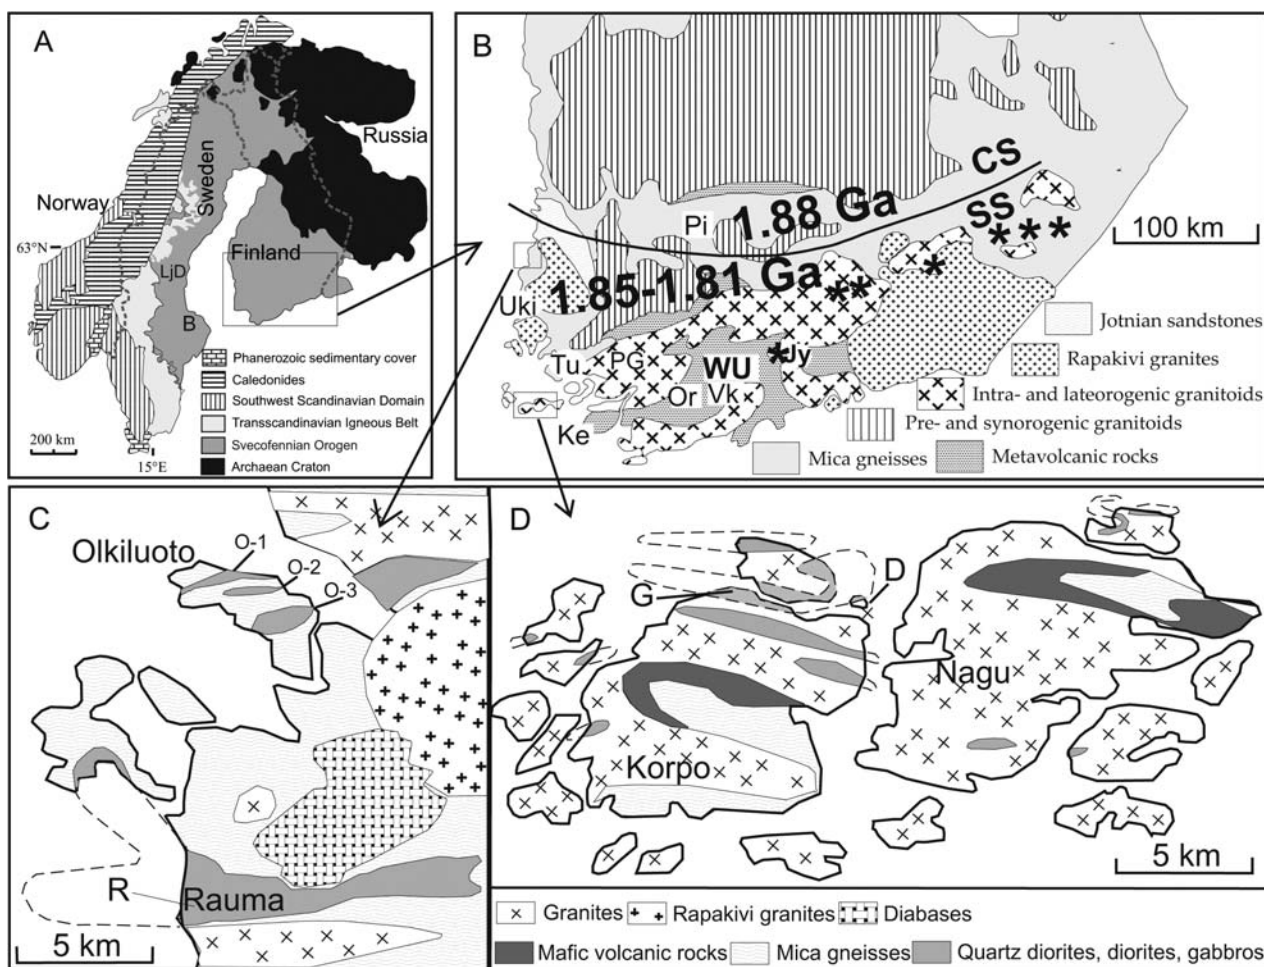 A
Russia
Norway
Sweden
63°N
Finland
LjD
B
Phanerozoic sedimentary cover
Caledonides
Southwest Scandinavian Domain
Transscandinavian Igneous Belt
Svecofennian Orogen
Archaean Craton
200 km
15°E
B
CS
SS
Pi
1.88 Ga
100 km
1.85-1.81 Ga
Uki
Tu
PG
WU
Jy
Or
Vk
Ke
Jotnian sandstones
Rapakivi granites
Intra- and lateorogenic granitoids
Pre- and synorogenic granitoids
Mica gneisses
Metavolcanic rocks
C
Olkiluoto
O-1
O-2
O-3
R
Rauma
5 km
D
D
G
Nagu
Korpo
5 km
Granites
Rapakivi granites
Diabases
Mafic volcanic rocks
Mica gneisses
Quartz diorites, diorites, gabbros